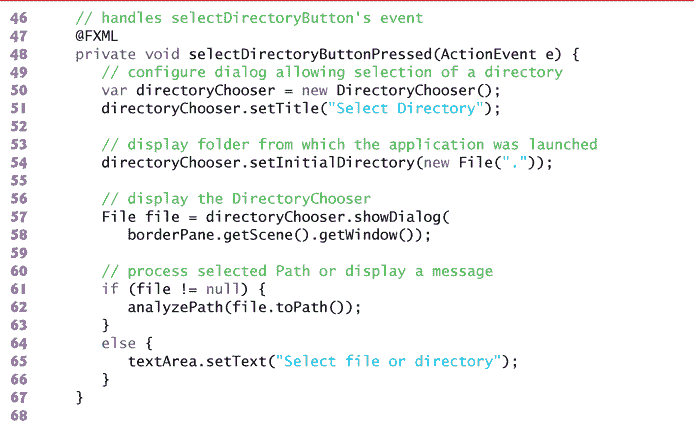 46 // handles selectDirectoryButton's event
47 @FXML
48 private void selectDirectoryButtonPressed(ActionEvent e) {
49 // configure dialog allowing selection of a directory
50 var directoryChooser = new DirectoryChooser();
51 directoryChooser.setTitle("Select Directory");
52
53 // display folder from which the application was launched
54 directoryChooser.setInitialDirectory(new File("."));
55
56 // display the DirectoryChooser
57 File file = directoryChooser.showDialog(
58 borderPane.getScene().getWindow());
59
60 // process selected Path or display a message
61 if (file != null) {
62 analyzePath(file.toPath());
63 }
64 else {
65 textArea.setText("Select file or directory");
66 }
67 }
68